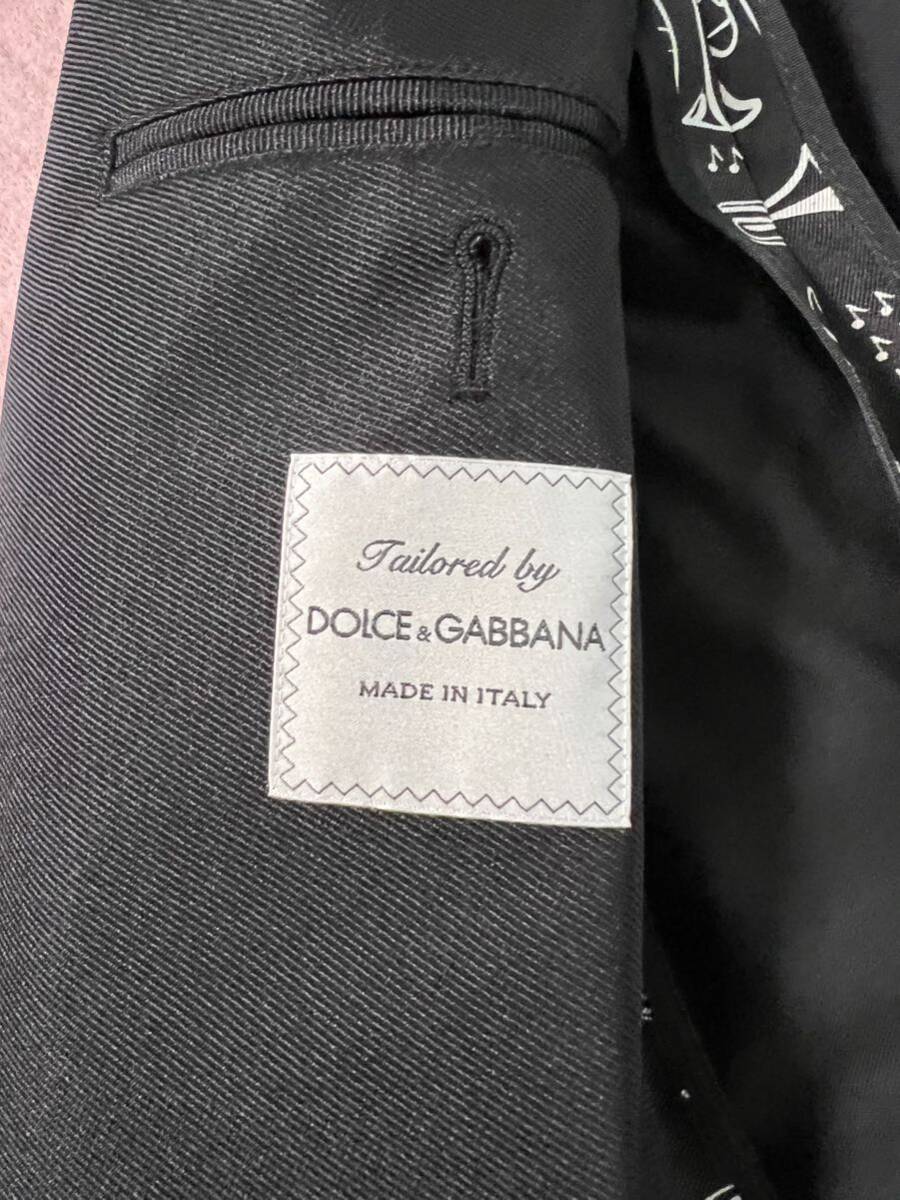 Tailored by
DOLCE & GABBANA
MADE IN ITALY